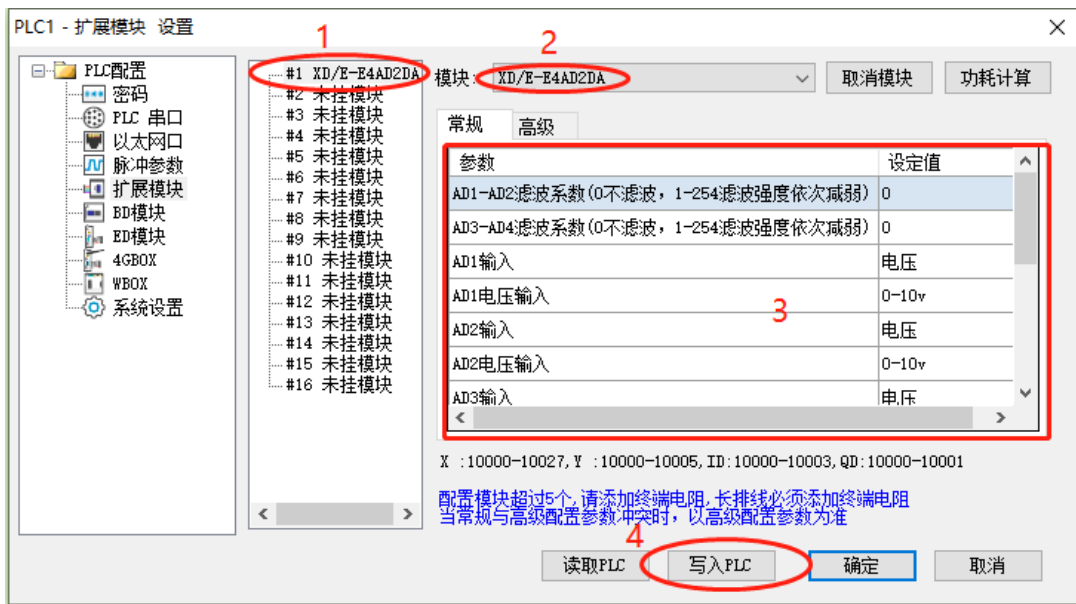 PLC1 - 扩展模块 设置
1
2
PLC配置
密码
PLC 串口
以太网口
脉冲参数
扩展模块
BD模块
ED模块
4GBOX
WBOX
系统设置
#1 XD/E-E4AD2DA
#2 未挂模块
#3 未挂模块
#4 未挂模块
#5 未挂模块
#6 未挂模块
#7 未挂模块
#8 未挂模块
#9 未挂模块
#10 未挂模块
#11 未挂模块
#12 未挂模块
#13 未挂模块
#14 未挂模块
#15 未挂模块
#16 未挂模块
模块: XD/E-E4AD2DA 取消模块 功耗计算
常规 高级
参数 设定值
AD1-AD2滤波系数(0不滤波，1-254滤波强度依次减弱) 0
AD3-AD4滤波系数(0不滤波，1-254滤波强度依次减弱) 0
AD1输入 电压
AD1电压输入 0-10v
3
AD2输入 电压
AD2电压输入 0-10v
AD3输入 电压
X :10000-10027,Y :10000-10005,ID:10000-10003,QD:10000-10001
配置模块超过5个,请添加终端电阻,长排线必须添加终端电阻
当常规与高级配置参数冲突时，以高级配置参数为准
4
读取PLC 写入PLC 确定 取消